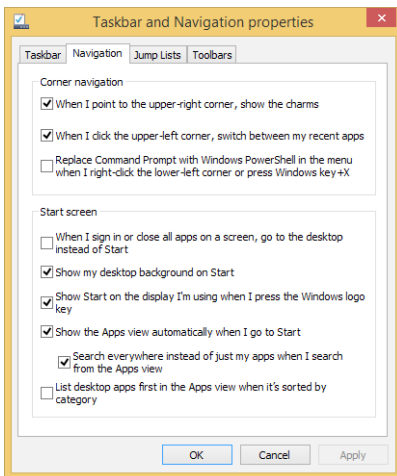 Taskbar and Navigation properties
Taskbar Navigation Jump Lists Toolbars
Corner navigation
When I point to the upper-right corner, show the charms
When I click the upper-left corner, switch between my recent apps
Replace Command Prompt with Windows PowerShell in the menu
when I right-click the lower-left corner or press Windows key+X
Start screen
When I sign in or close all apps on a screen, go to the desktop
instead of Start
Show my desktop background on Start
Show Start on the display I'm using when I press the Windows logo
key
Show the Apps view automatically when I go to Start
Search everywhere instead of just my apps when I search
from the Apps view
List desktop apps first in the Apps view when it's sorted by
category
OK Cancel Apply